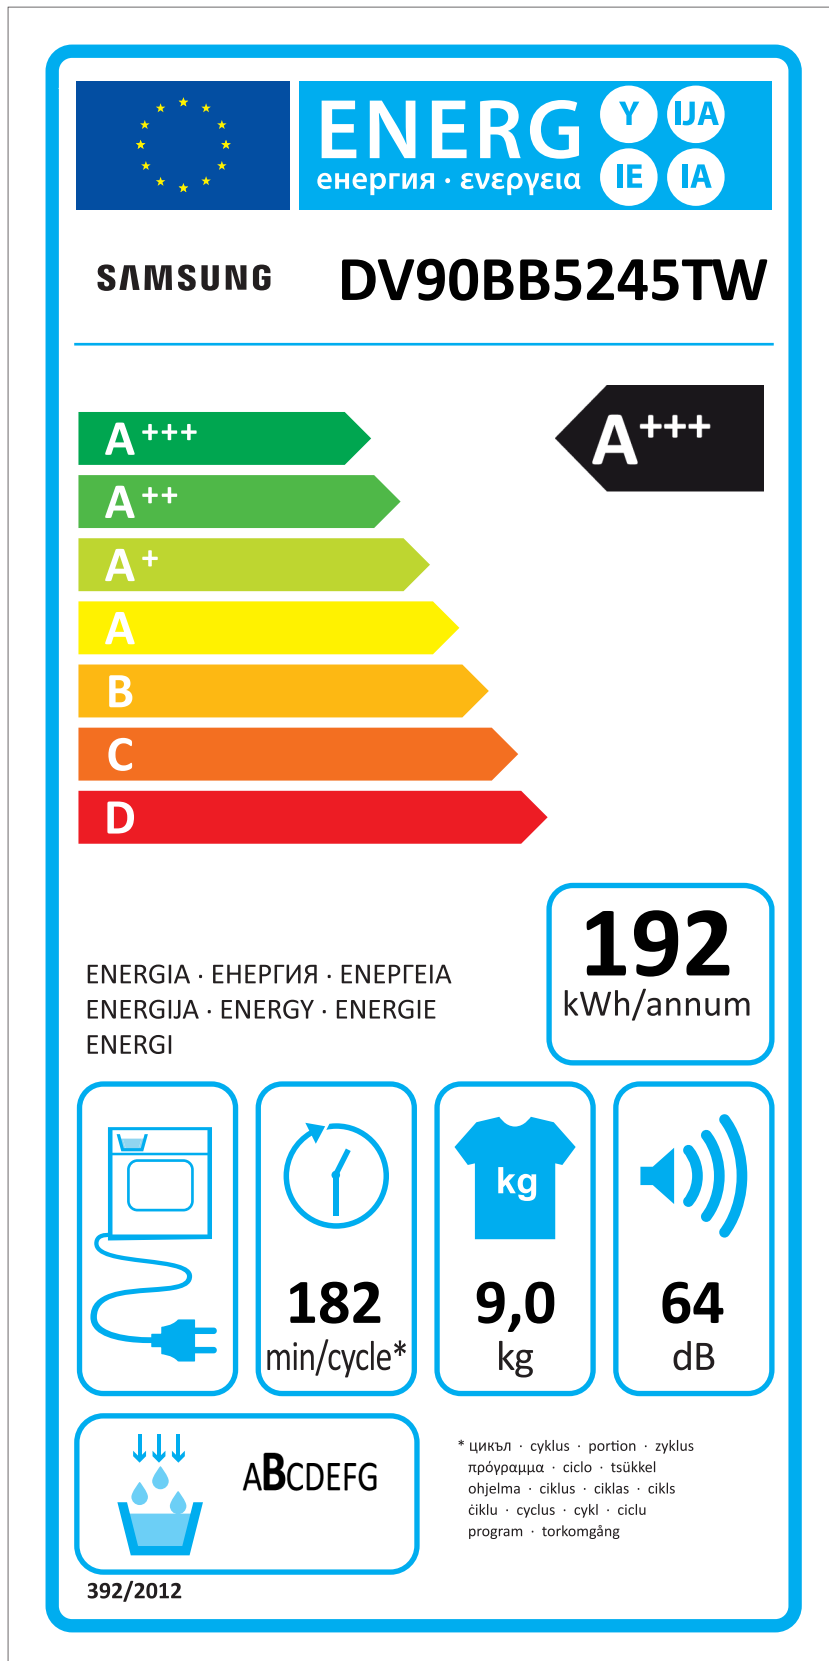 ENERG Y IJA
енергия · ενεργεια IE IA
SAMSUNG DV90BB5245TW
A+++ A+++
A++
A+
A
B
C
D
192
kWh/annum
ENERGIA · ЕНЕРГИЯ · ΕΝΕΡΓΕΙΑ
ENERGIJA · ENERGY · ENERGIE
ENERGI
kg
182
min/cycle*
9,0
kg
64
dB
ABCDEFG
* цикъл · cyklus · portion · zyklus
πρόγραμμα · ciclo · tsükkel
ohjelma · ciklus · ciklas · cikls
ċiklu · cyclus · cykl · ciclu
program · torkomgång
392/2012